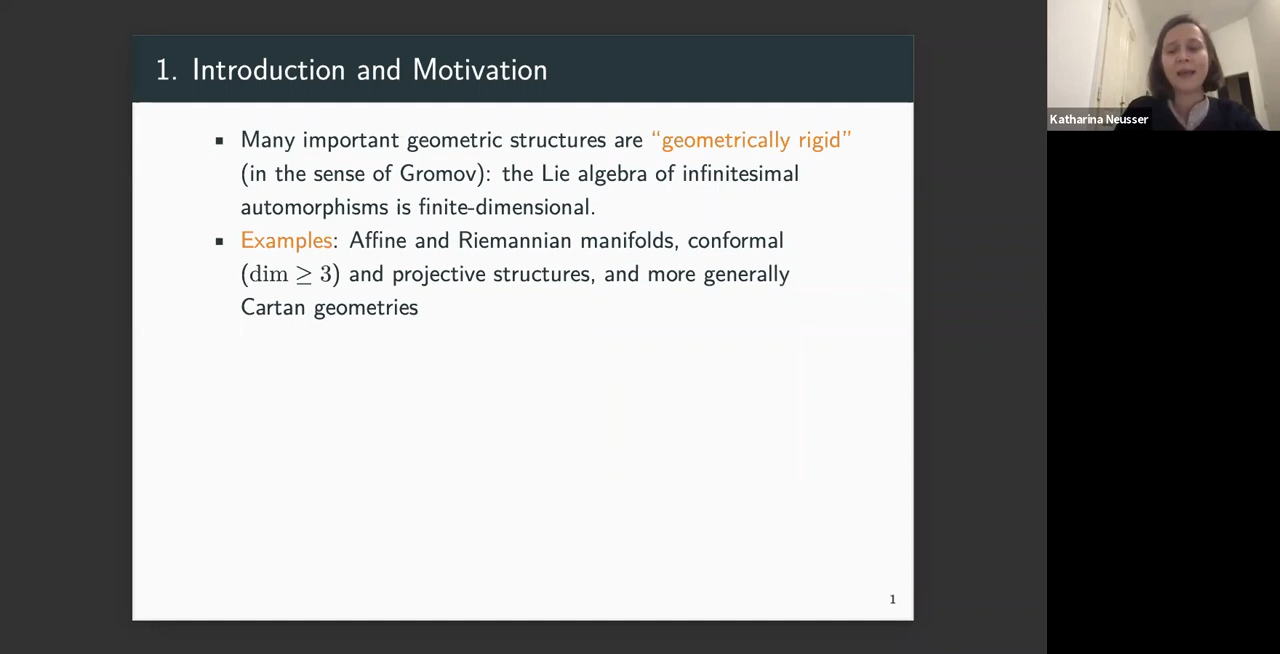 1. Introduction and Motivation
▪ Many important geometric structures are “geometrically rigid”
(in the sense of Gromov): the Lie algebra of infinitesimal
automorphisms is finite-dimensional.
▪ Examples: Affine and Riemannian manifolds, conformal
(dim ≥ 3) and projective structures, and more generally
Cartan geometries
1
Katharina Neusser